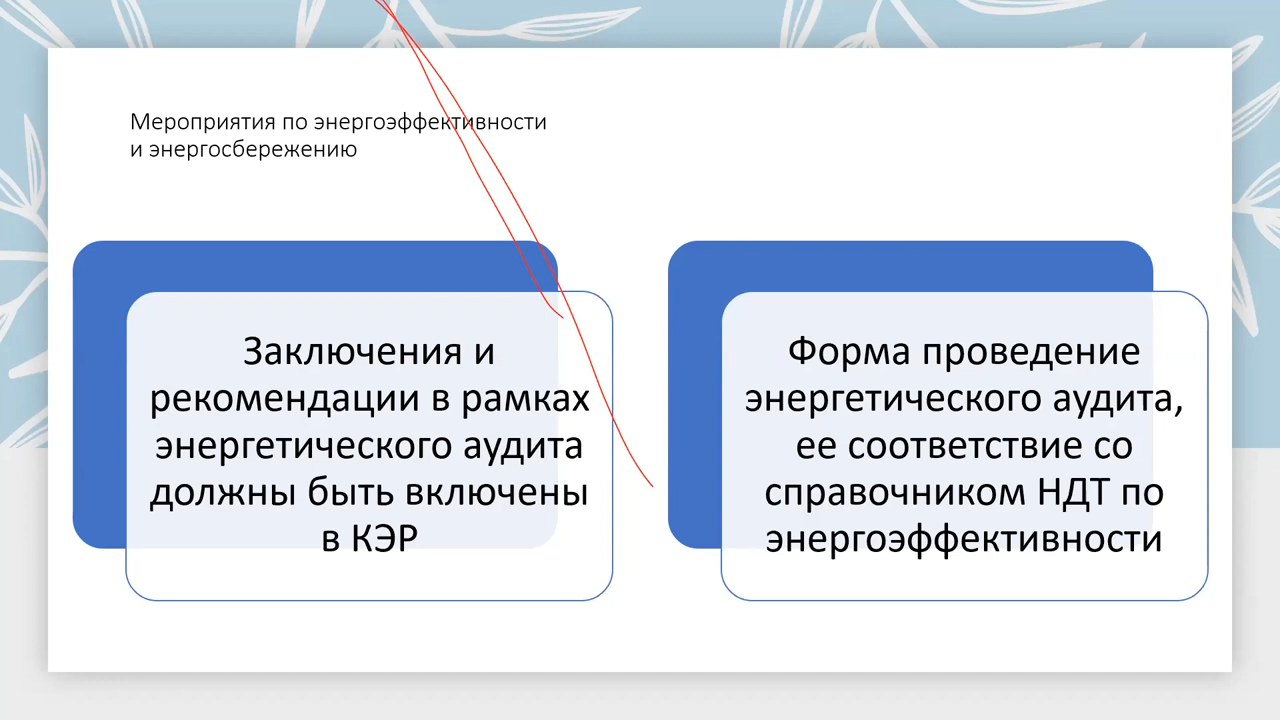 Мероприятия по энергоэффективности
и энергосбережению
Заключения и
рекомендации в рамках
энергетического аудита
должны быть включены
в КЭР
Форма проведение
энергетического аудита,
ее соответствие со
справочником НДТ по
энергоэффективности